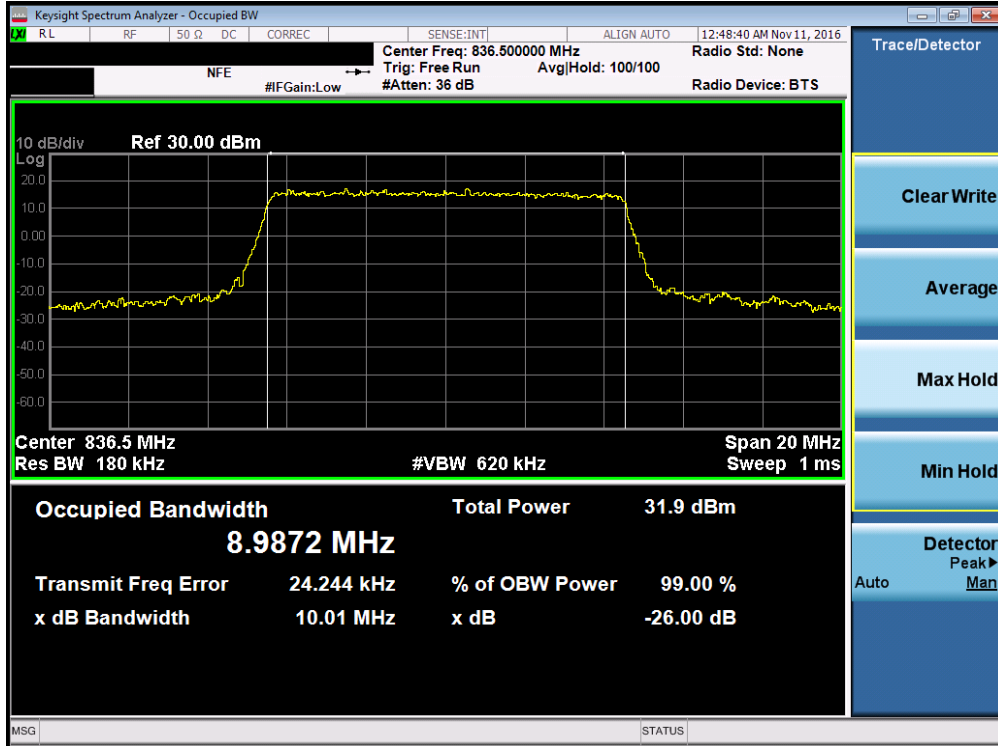 Keysight Spectrum Analyzer - Occupied BW
LXI RL RF 50 Ω DC CORREC SENSE:INT ALIGN AUTO 12:48:40 AM Nov 11, 2016
Center Freq: 836.500000 MHz Radio Std: None
NFE Trig: Free Run Avg|Hold: 100/100
#IFGain:Low #Atten: 36 dB Radio Device: BTS
10 dB/div Ref 30.00 dBm
Log
20.0
10.0
0.00
-10.0
-20.0
-30.0
-40.0
-50.0
-60.0
Center 836.5 MHz Span 20 MHz
Res BW 180 kHz #VBW 620 kHz Sweep 1 ms
Occupied Bandwidth Total Power 31.9 dBm
8.9872 MHz
Transmit Freq Error 24.244 kHz % of OBW Power 99.00 %
x dB Bandwidth 10.01 MHz x dB -26.00 dB
MSG STATUS
Trace/Detector
Clear Write
Average
Max Hold
Min Hold
Detector
Peak▶
Auto Man